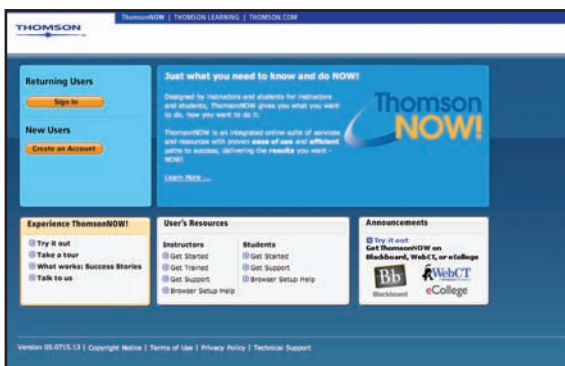 ThomsonNOW | THOMSON LEARNING | THOMSON.COM
THOMSON
Returning Users
Sign In
New Users
Create an Account
Just what you need to know and do NOW!
Designed by instructors and students for instructors
and students, ThomsonNOW gives you what you want
to do, how you want to do it.
ThomsonNOW is an integrated online suite of services
and resources with proven ease of use and efficient
paths to success, delivering the results you want -
NOW!
Learn More ...
Thomson
NOW!
Experience ThomsonNOW!
Try it out
Take a tour
What works: Success Stories
Talk to us
User's Resources
Instructors
Get Started
Get Trained
Get Support
Browser Setup Help
Students
Get Started
Get Support
Browser Setup Help
Announcements
Try it out
Get ThomsonNOW on
Blackboard, WebCT, or eCollege
Bb
Blackboard
WebCT
eCollege
Version 05.0715.13 | Copyright Notice | Terms of Use | Privacy Policy | Technical Support